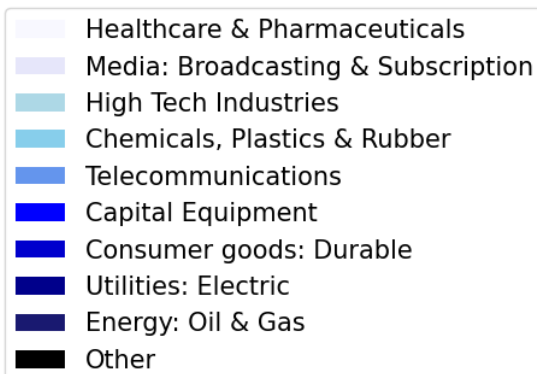 Healthcare & Pharmaceuticals
Media: Broadcasting & Subscription
High Tech Industries
Chemicals, Plastics & Rubber
Telecommunications
Capital Equipment
Consumer goods: Durable
Utilities: Electric
Energy: Oil & Gas
Other